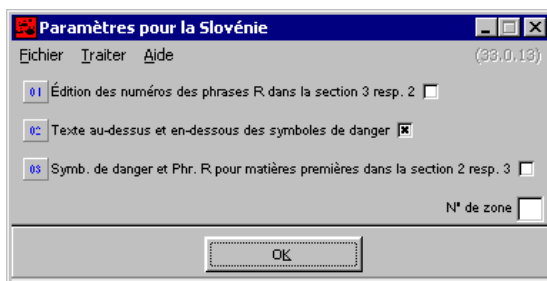 Paramètres pour la Slovénie
Fichier Traiter Aide (33.0.13)
01 Édition des numéros des phrases R dans la section 3 resp. 2
02 Texte au-dessus et en-dessous des symboles de danger
03 Symb. de danger et Phr. R pour matières premières dans la section 2 resp. 3
N° de zone
OK